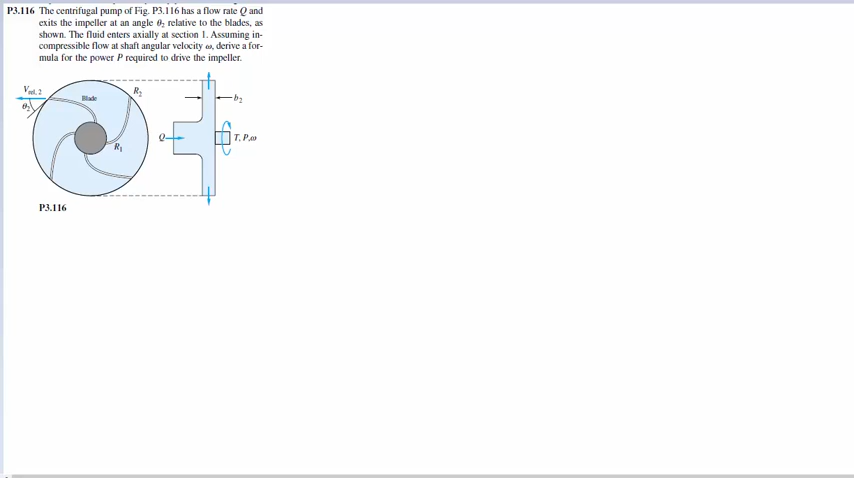 P3.116 The centrifugal pump of Fig. P3.116 has a flow rate Q and
exits the impeller at an angle θ2 relative to the blades, as
shown. The fluid enters axially at section 1. Assuming in-
compressible flow at shaft angular velocity ω, derive a for-
mula for the power P required to drive the impeller.
Vrel, 2
θ2
Blade
R2
R1
Q
b2
T, P,ω
P3.116